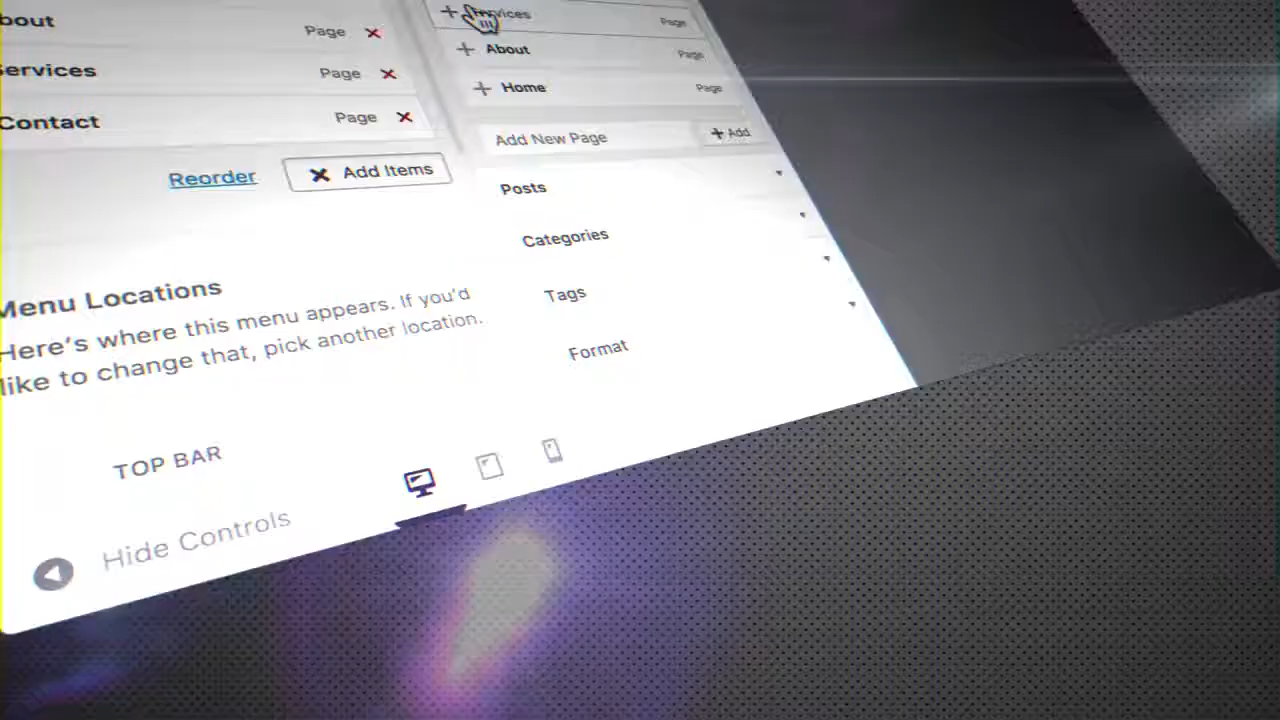 bout Page
ervices Page
Contact Page
Reorder Add Items
Menu Locations
Here's where this menu appears. If you'd
like to change that, pick another location.
TOP BAR
Hide Controls
Services Page
About Page
Home Page
Add New Page Add
Posts
Categories
Tags
Format